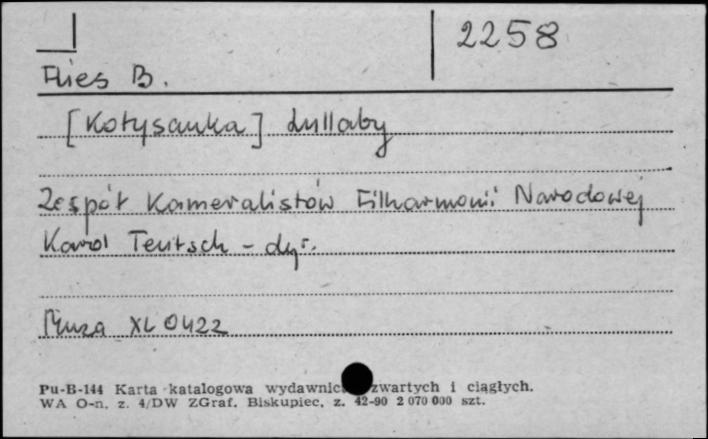 2258
Flies B.
[Kołysanka] Lullaby
Zespół Kameralistów Filharmonii Narodowej
Karol Teutsch - dyr.
Muza XL 0422
Pu-B-144 Karta katalogowa wydawnic zwartych i ciągłych.
WA O-n. z. 4/DW ZGraf. Biskupiec, z. 42-90 2 070 000 szt.